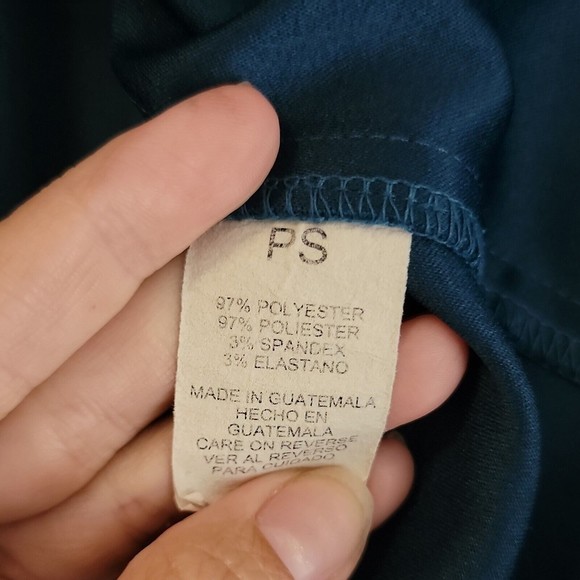 PS
97% POLYESTER
97% POLIESTER
3% SPANDEX
3% ELASTANO
MADE IN GUATEMALA
HECHO EN
GUATEMALA
CARE ON REVERSE
VER AL REVERSO
PARA CUIDADO